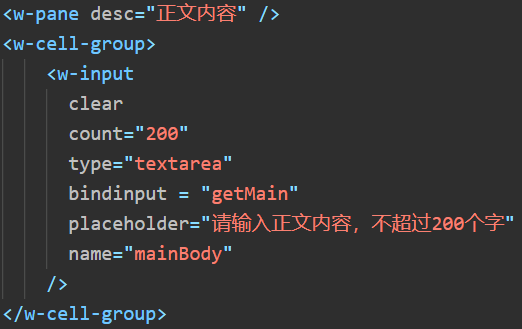 <w-pane desc="正文内容" />
<w-cell-group>
<w-input
clear
count="200"
type="textarea"
bindinput = "getMain"
placeholder="请输入正文内容，不超过200个字"
name="mainBody"
/>
</w-cell-group>